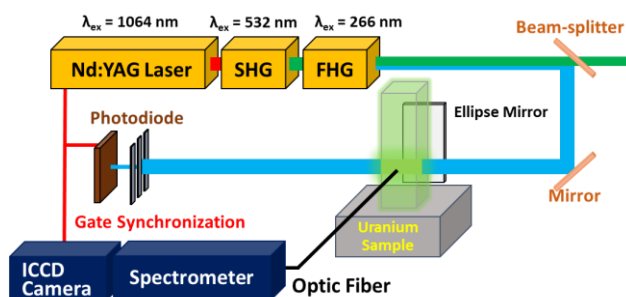 λex = 1064 nm
λex = 532 nm
λex = 266 nm
Beam-splitter
Nd:YAG Laser
SHG
FHG
Photodiode
Ellipse Mirror
Mirror
Gate Synchronization
Uranium
Sample
ICCD
Camera
Spectrometer
Optic Fiber